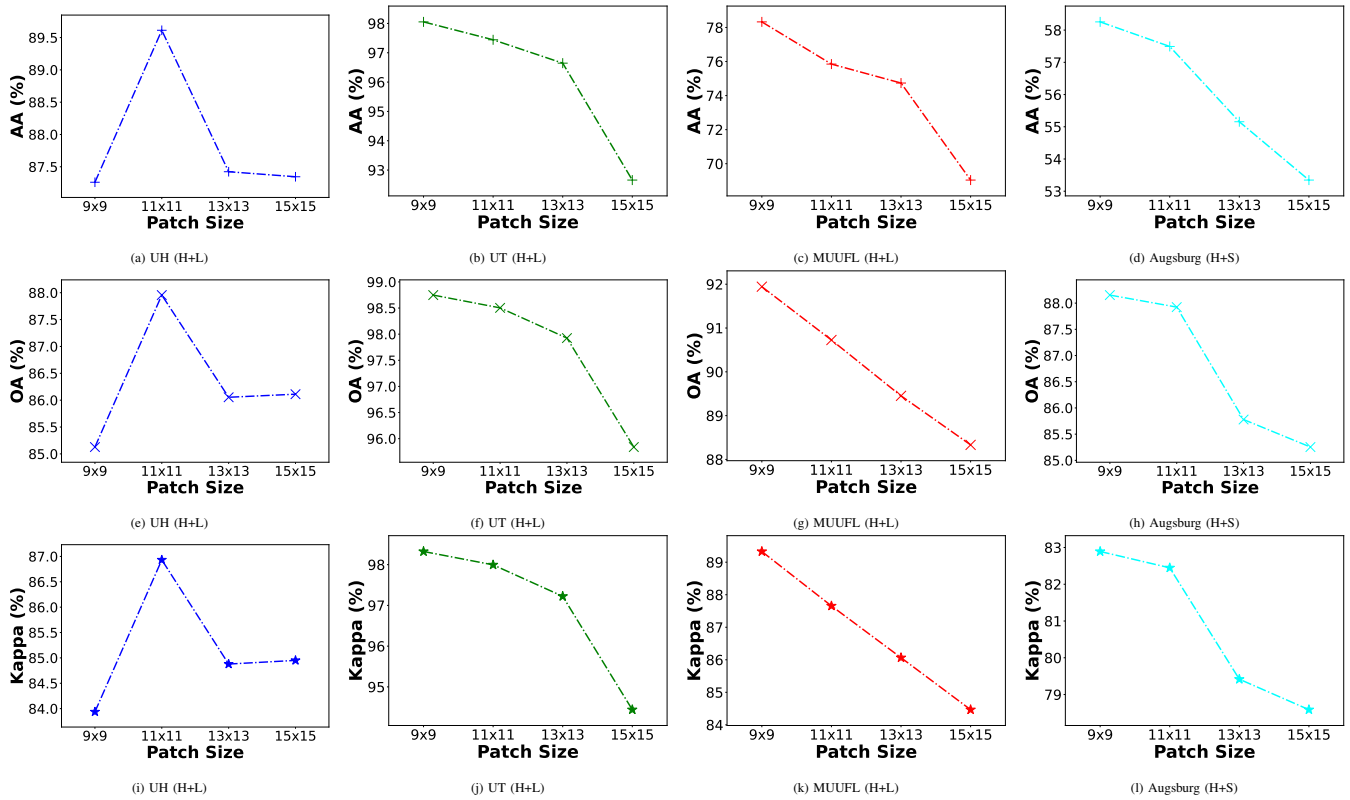 AA (%)
89.5
89.0
88.5
88.0
87.5
9x9 11x11 13x13 15x15
Patch Size
(a) UH (H+L)
AA (%)
98
97
96
95
94
93
9x9 11x11 13x13 15x15
Patch Size
(b) UT (H+L)
AA (%)
78
76
74
72
70
9x9 11x11 13x13 15x15
Patch Size
(c) MUUFL (H+L)
AA (%)
58
57
56
55
54
53
9x9 11x11 13x13 15x15
Patch Size
(d) Augsburg (H+S)
OA (%)
88.0
87.5
87.0
86.5
86.0
85.5
85.0
9x9 11x11 13x13 15x15
Patch Size
(e) UH (H+L)
OA (%)
99.0
98.5
98.0
97.5
97.0
96.5
96.0
9x9 11x11 13x13 15x15
Patch Size
(f) UT (H+L)
OA (%)
92
91
90
89
88
9x9 11x11 13x13 15x15
Patch Size
(g) MUUFL (H+L)
OA (%)
88.0
87.5
87.0
86.5
86.0
85.5
85.0
9x9 11x11 13x13 15x15
Patch Size
(h) Augsburg (H+S)
Kappa (%)
87.0
86.5
86.0
85.5
85.0
84.5
84.0
9x9 11x11 13x13 15x15
Patch Size
(i) UH (H+L)
Kappa (%)
98
97
96
95
9x9 11x11 13x13 15x15
Patch Size
(j) UT (H+L)
Kappa (%)
89
88
87
86
85
84
9x9 11x11 13x13 15x15
Patch Size
(k) MUUFL (H+L)
Kappa (%)
83
82
81
80
79
9x9 11x11 13x13 15x15
Patch Size
(l) Augsburg (H+S)